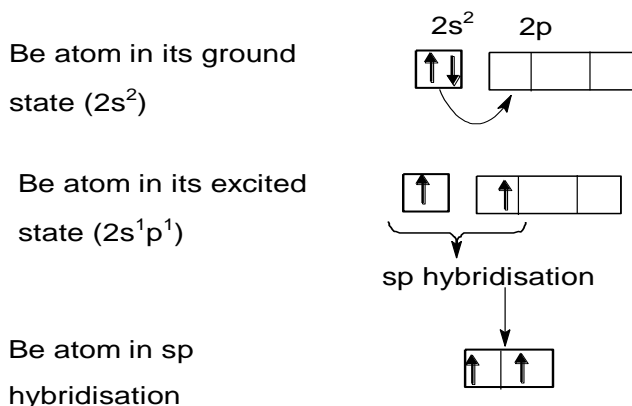 2s² 2p
Be atom in its ground
state (2s²)
Be atom in its excited
state (2s¹p¹)
sp hybridisation
Be atom in sp
hybridisation